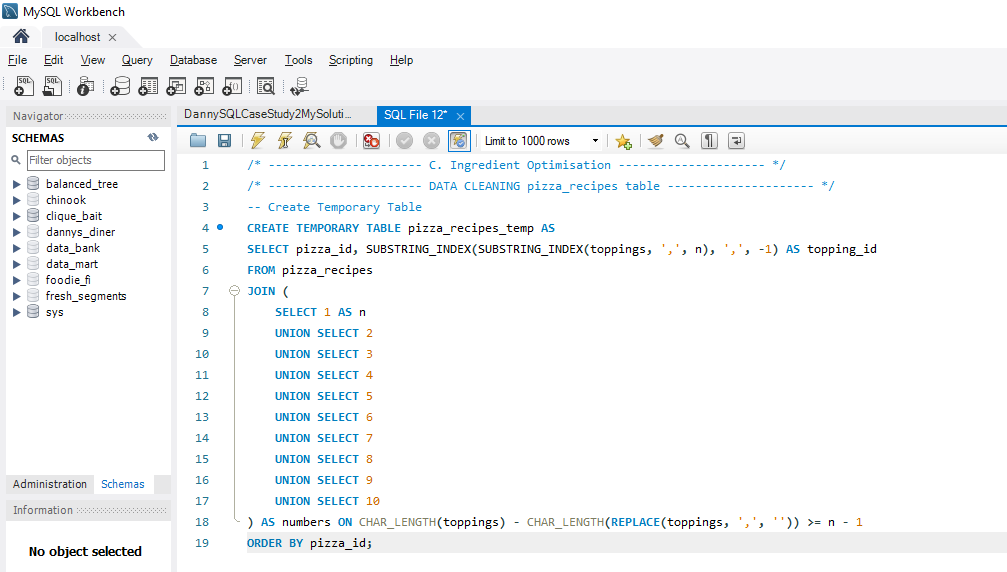 MySQL Workbench
localhost
File Edit View Query Database Server Tools Scripting Help
Navigator
SCHEMAS
Filter objects
balanced_tree
chinook
clique_bait
dannys_diner
data_bank
data_mart
foodie_fi
fresh_segments
sys
Administration Schemas
Information
No object selected
DannySQLCaseStudy2MySoluti... SQL File 12*
Limit to 1000 rows
1 /* ---------------------- C. Ingredient Optimisation --------------------- */
2 /* ---------------------- DATA CLEANING pizza_recipes table --------------------- */
3 -- Create Temporary Table
4 CREATE TEMPORARY TABLE pizza_recipes_temp AS
5 SELECT pizza_id, SUBSTRING_INDEX(SUBSTRING_INDEX(toppings, ',', n), ',', -1) AS topping_id
6 FROM pizza_recipes
7 JOIN (
8 SELECT 1 AS n
9 UNION SELECT 2
10 UNION SELECT 3
11 UNION SELECT 4
12 UNION SELECT 5
13 UNION SELECT 6
14 UNION SELECT 7
15 UNION SELECT 8
16 UNION SELECT 9
17 UNION SELECT 10
18 ) AS numbers ON CHAR_LENGTH(toppings) - CHAR_LENGTH(REPLACE(toppings, ',', '')) >= n - 1
19 ORDER BY pizza_id;